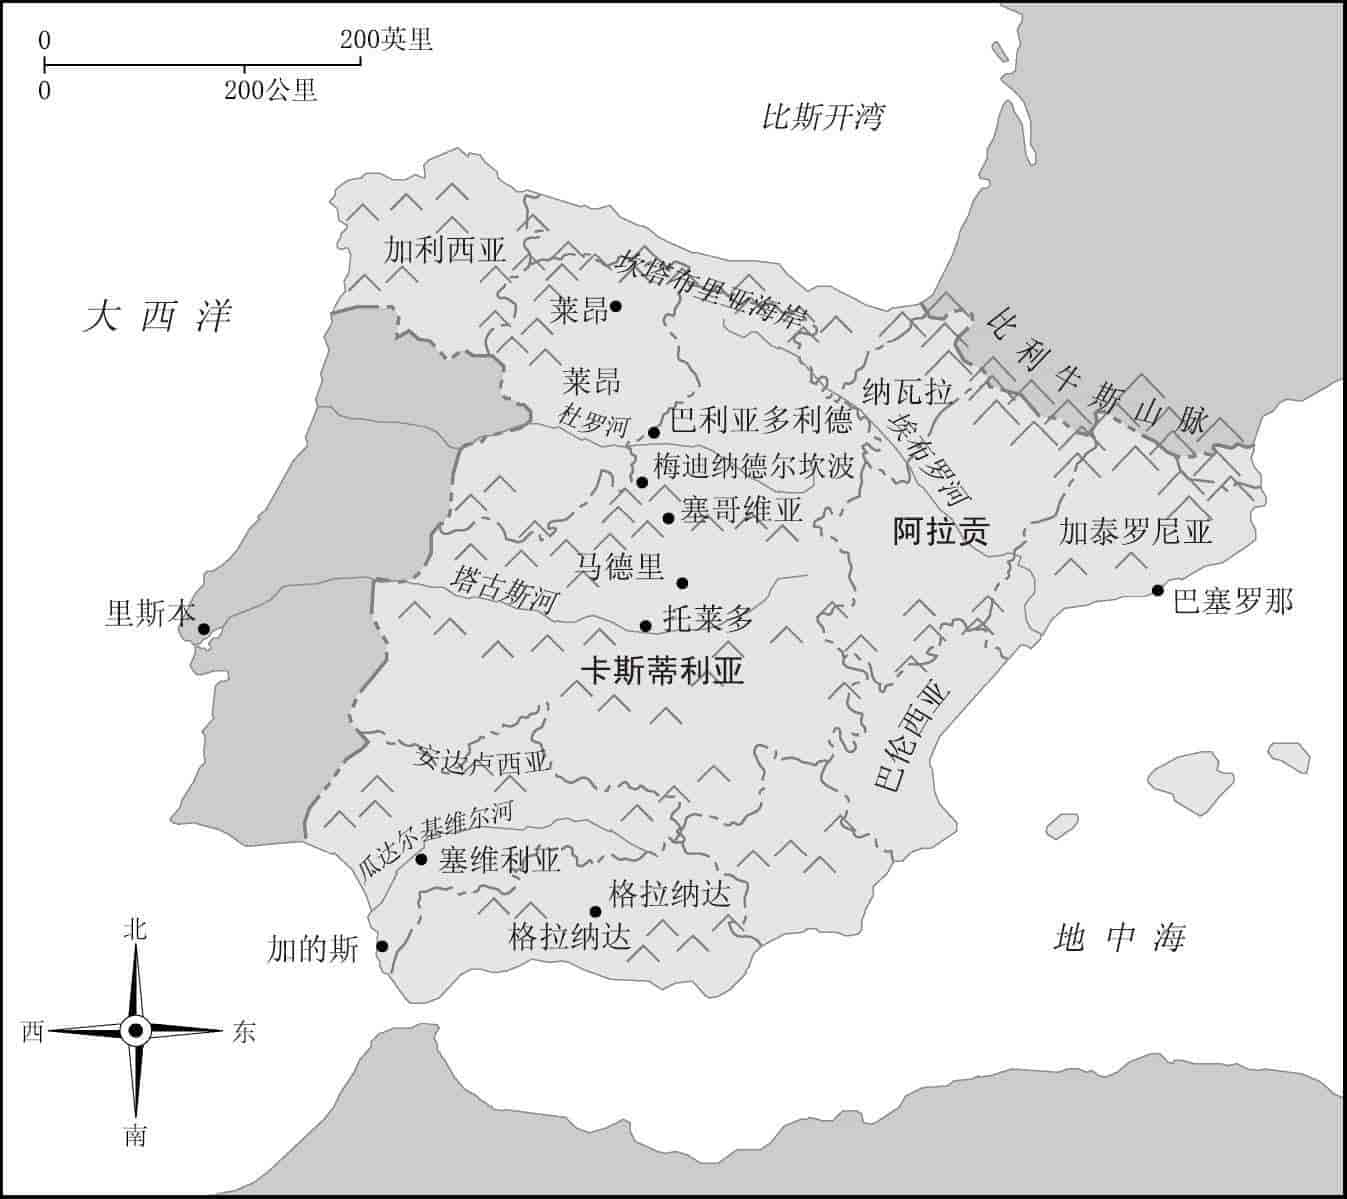 0 200英里
0 200公里
比斯开湾
加利西亚
坎塔布里亚海岸
大西洋
莱昂
比利牛斯山脉
莱昂
纳瓦拉
杜罗河
巴利亚多利德
埃布罗河
梅迪纳德尔坎波
塞哥维亚
阿拉贡
加泰罗尼亚
马德里
塔古斯河
巴塞罗那
里斯本
托莱多
卡斯蒂利亚
巴伦西亚
安达卢西亚
瓜达尔基维尔河
塞维利亚
格拉纳达
格拉纳达
地中海
加的斯
北
西
东
南